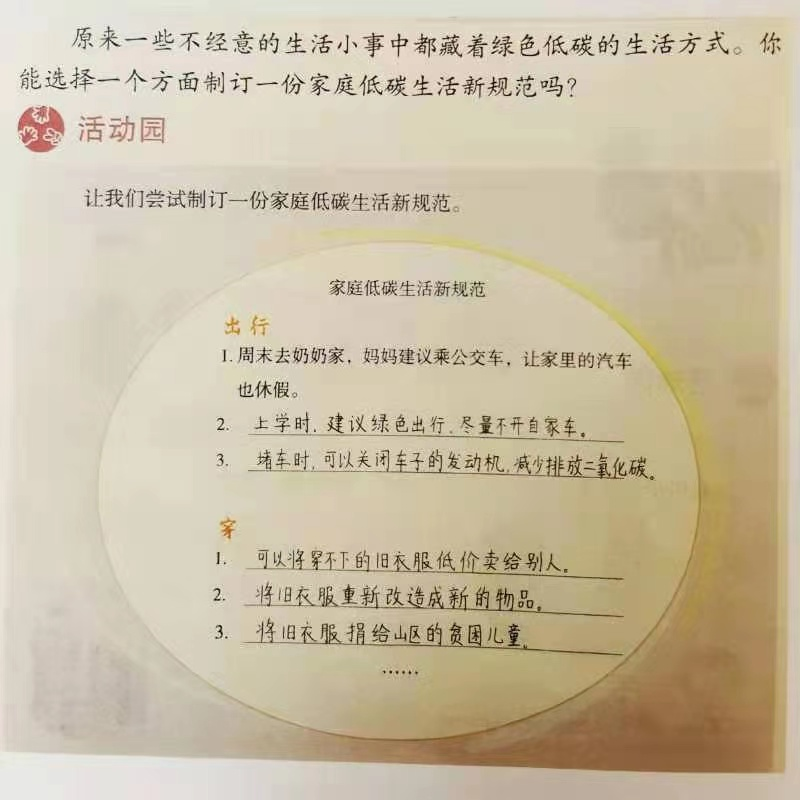 原来一些不经意的生活小事中都藏着绿色低碳的生活方式。你
能选择一个方面制订一份家庭低碳生活新规范吗？
活动园
让我们尝试制订一份家庭低碳生活新规范。
家庭低碳生活新规范
出行
1. 周末去奶奶家，妈妈建议乘公交车，让家里的汽车
也休假。
2. 上学时，建议绿色出行，尽量不开自家车。
3. 堵车时，可以关闭车子的发动机，减少排放二氧化碳。
穿
1. 可以将穿不下的旧衣服低价卖给别人。
2. 将旧衣服重新改造成新的物品。
3. 将旧衣服捐给山区的贫困儿童。
……